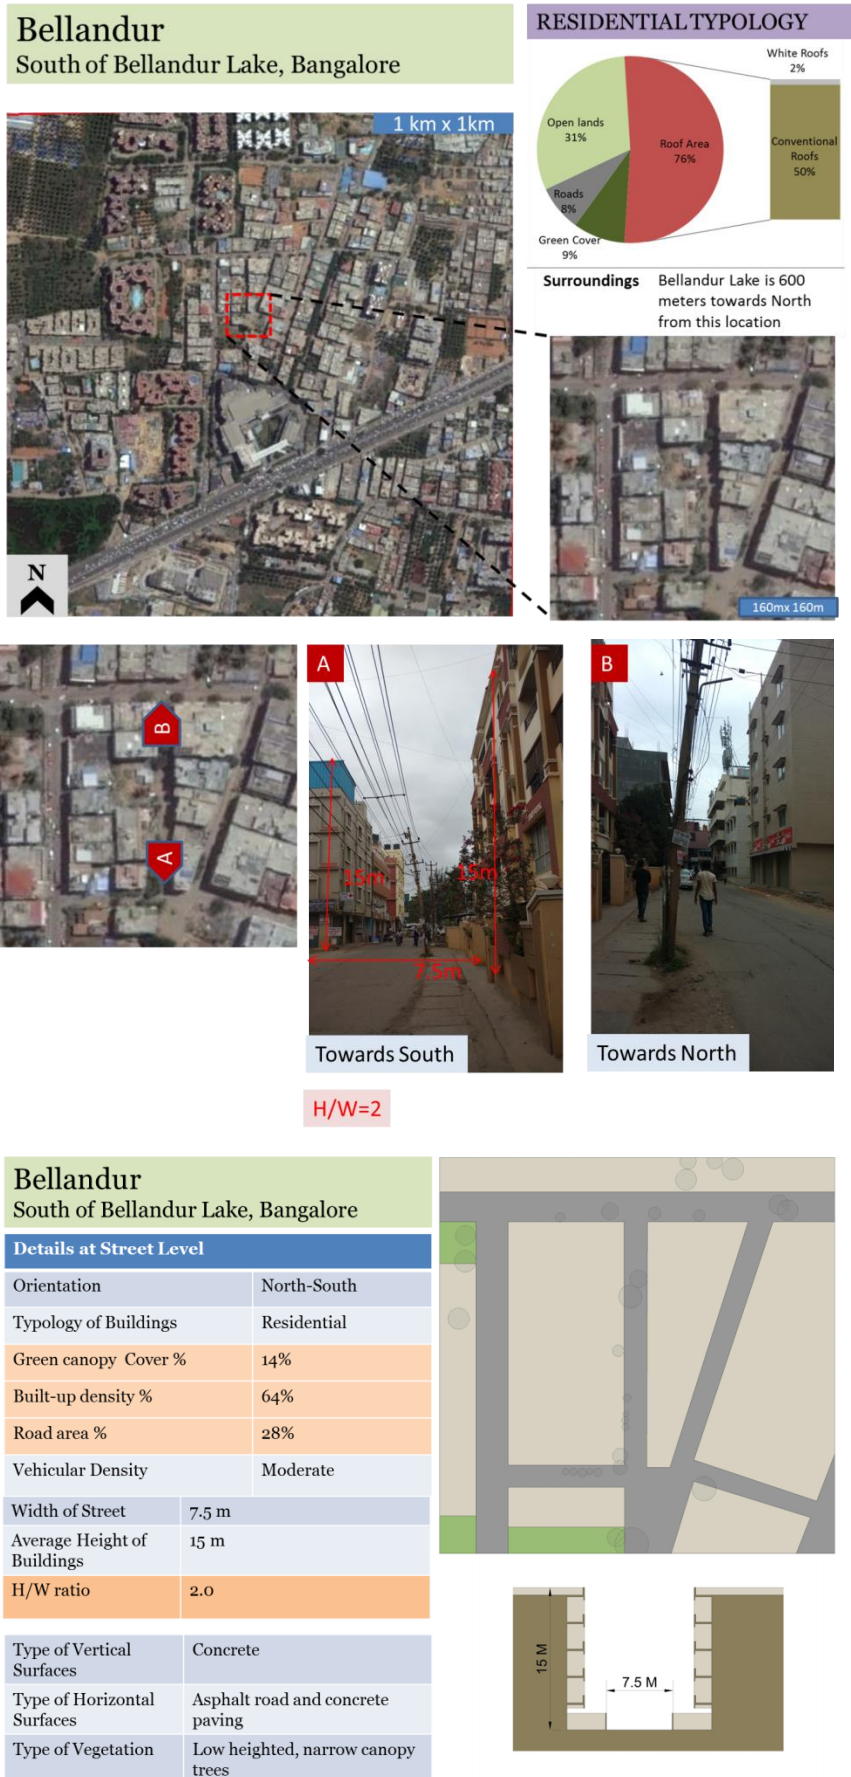 Bellandur
South of Bellandur Lake, Bangalore
RESIDENTIAL TYPOLOGY
White Roofs
2%
Open lands
31%
Roof Area
76%
Conventional
Roofs
50%
Roads
8%
Green Cover
9%
Surroundings
Bellandur Lake is 600
meters towards North
from this location
1 km x 1km
N
160mx 160m
B
A
A
15m
15m
7.5m
Towards South
B
Towards North
H/W=2
Bellandur
South of Bellandur Lake, Bangalore
Details at Street Level
Orientation North-South
Typology of Buildings Residential
Green canopy Cover % 14%
Built-up density % 64%
Road area % 28%
Vehicular Density Moderate
Width of Street 7.5 m
Average Height of
Buildings
15 m
H/W ratio 2.0
Type of Vertical
Surfaces
Concrete
Type of Horizontal
Surfaces
Asphalt road and concrete
paving
Type of Vegetation
Low heighted, narrow canopy
trees
15 M
7.5 M